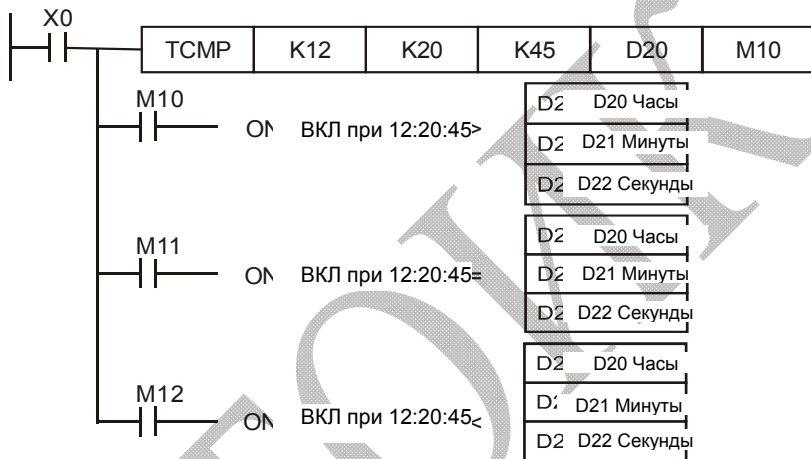 X0
TCMP K12 K20 K45 D20 M10
M10
ВКЛ при 12:20:45>
D20 Часы
D21 Минуты
D22 Секунды
M11
ВКЛ при 12:20:45=
D20 Часы
D21 Минуты
D22 Секунды
M12
ВКЛ при 12:20:45<
D20 Часы
D21 Минуты
D22 Секунды